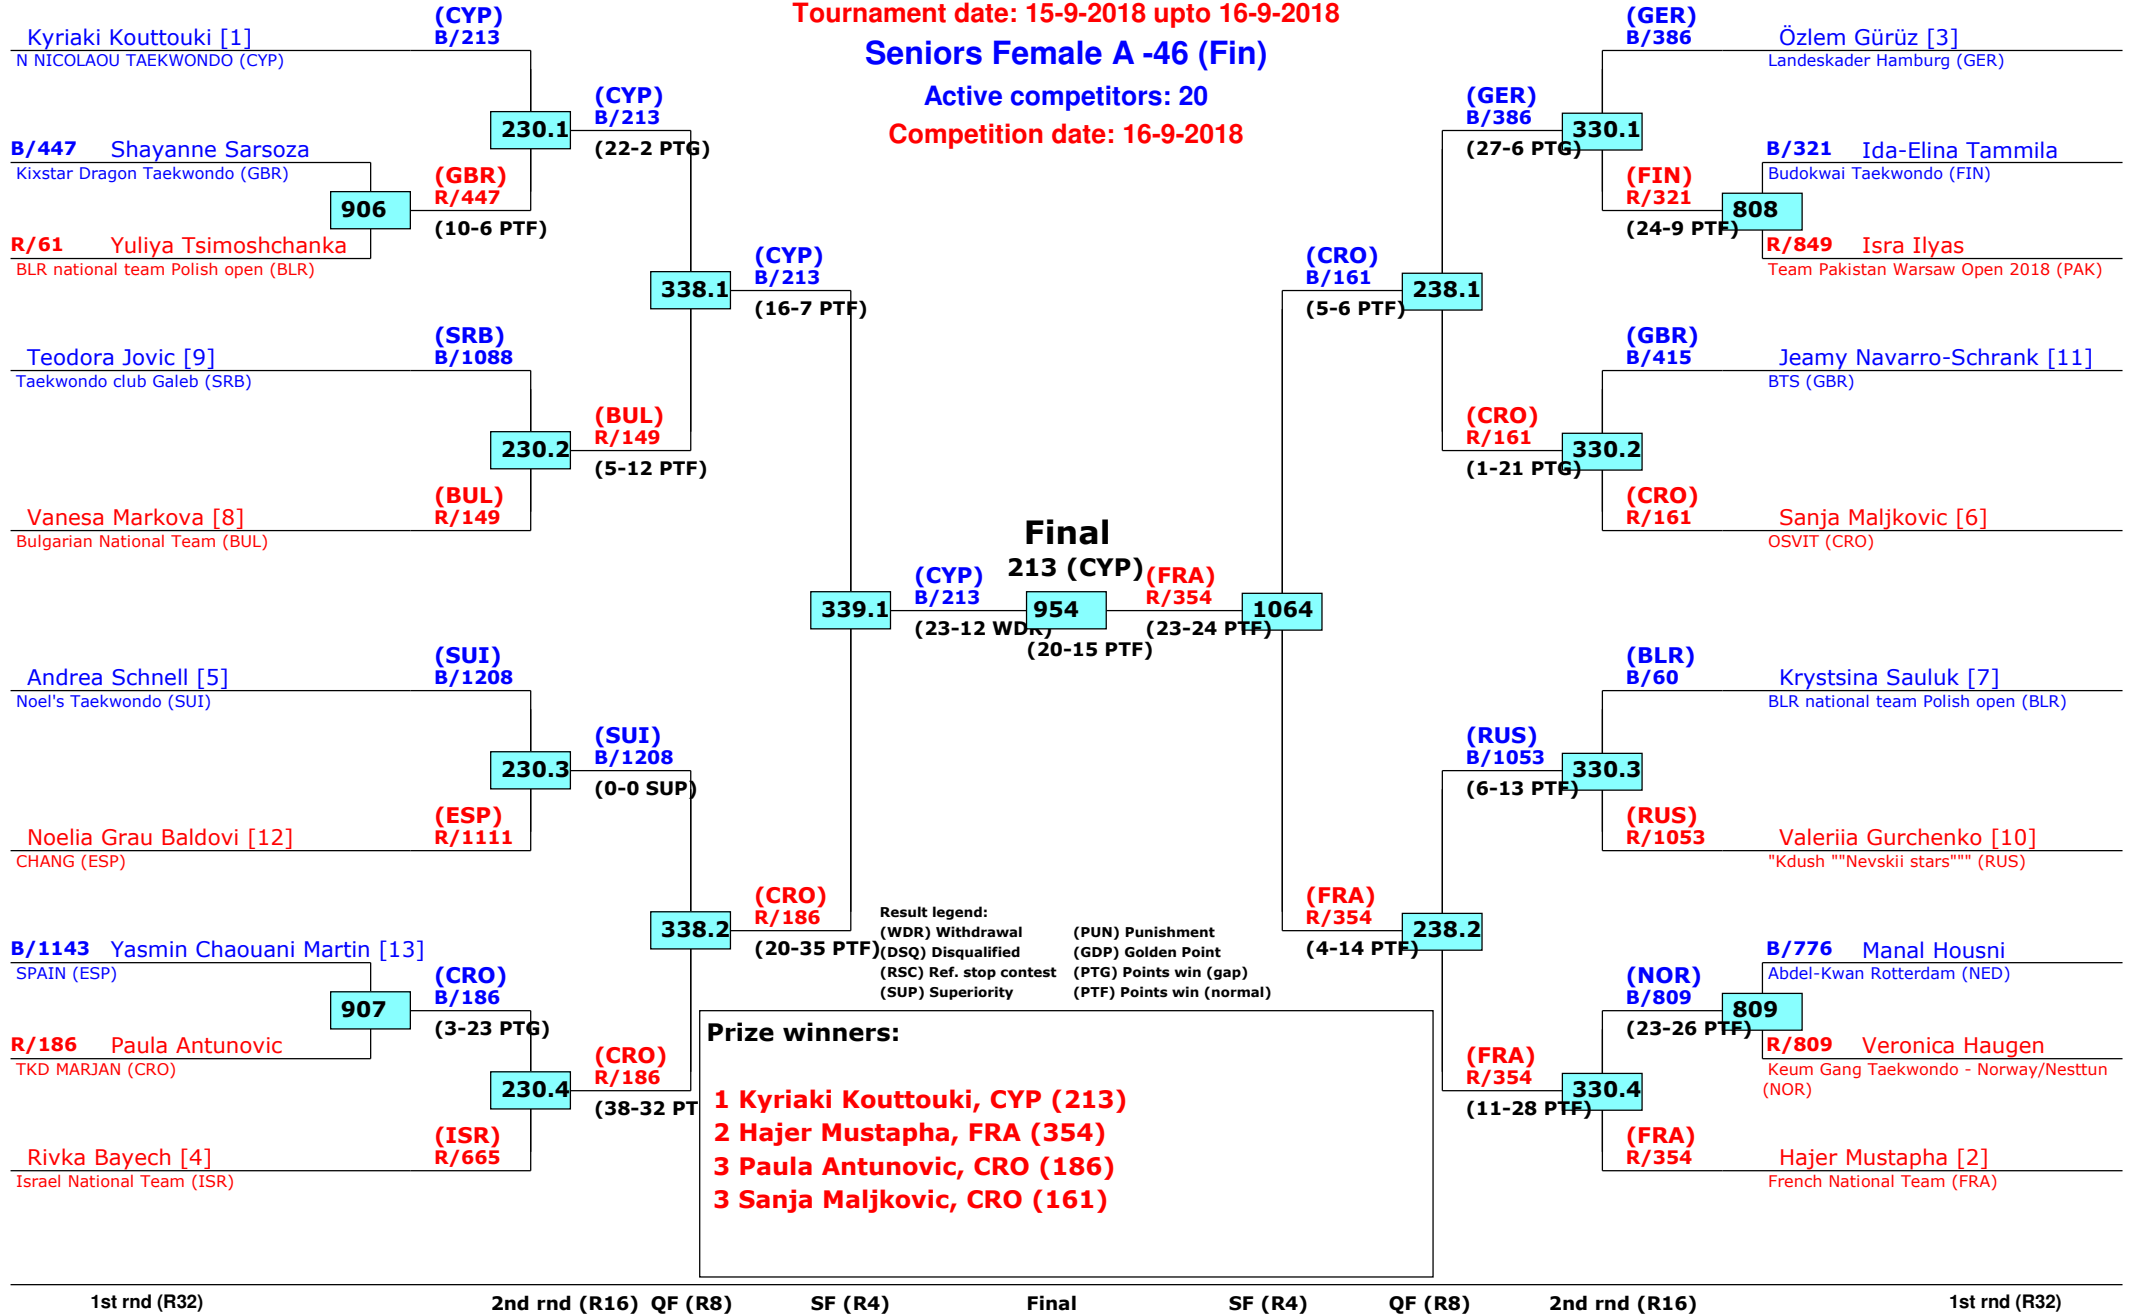 Tournament date: 15-9-2018 upto 16-9-2018
Seniors Female A -46 (Fin)
Active competitors: 20
Competition date: 16-9-2018
Kyriaki Kouttouki [1]
N NICOLAOU TAEKWONDO (CYP)
(CYP)
B/213
B/447 Shayanne Sarsoza
Kixstar Dragon Taekwondo (GBR)
906
R/61 Yuliya Tsimoshchanka
BLR national team Polish open (BLR)
(GBR)
R/447
(10-6 PTF)
230.1
(CYP)
B/213
(22-2 PTG)
Teodora Jovic [9]
Taekwondo club Galeb (SRB)
(SRB)
B/1088
230.2
Vanesa Markova [8]
Bulgarian National Team (BUL)
(BUL)
R/149
(BUL)
R/149
(5-12 PTF)
338.1
(CYP)
B/213
(16-7 PTF)
Andrea Schnell [5]
Noel's Taekwondo (SUI)
(SUI)
B/1208
230.3
Noelia Grau Baldovi [12]
CHANG (ESP)
(ESP)
R/1111
(SUI)
B/1208
(0-0 SUP)
B/1143 Yasmin Chaouani Martin [13]
SPAIN (ESP)
907
R/186 Paula Antunovic
TKD MARJAN (CRO)
(CRO)
B/186
(3-23 PTG)
230.4
Rivka Bayech [4]
Israel National Team (ISR)
(ISR)
R/665
(CRO)
R/186
(38-32 PT
338.2
(CRO)
R/186
(20-35 PTF)
339.1
(CYP)
B/213
(23-12 WDR)
Final
213 (CYP)
954
(20-15 PTF)
(FRA)
R/354
(23-24 PTF)
1064
(CRO)
B/161
(5-6 PTF)
238.1
(GER)
B/386
(27-6 PTG)
330.1
(GER)
B/386
Özlem Gürüz [3]
Landeskader Hamburg (GER)
(FIN)
R/321
(24-9 PTF)
808
B/321 Ida-Elina Tammila
Budokwai Taekwondo (FIN)
R/849 Isra Ilyas
Team Pakistan Warsaw Open 2018 (PAK)
(CRO)
R/161
(1-21 PTG)
330.2
(GBR)
B/415
Jeamy Navarro-Schrank [11]
BTS (GBR)
(CRO)
R/161
Sanja Maljkovic [6]
OSVIT (CRO)
(FRA)
R/354
(4-14 PTF)
238.2
(RUS)
B/1053
(6-13 PTF)
330.3
(BLR)
B/60
Krystsina Sauluk [7]
BLR national team Polish open (BLR)
(RUS)
R/1053
Valeriia Gurchenko [10]
"Kdush ""Nevskii stars""" (RUS)
(FRA)
R/354
(11-28 PTF)
330.4
(NOR)
B/809
(23-26 PTF)
809
B/776 Manal Housni
Abdel-Kwan Rotterdam (NED)
R/809 Veronica Haugen
Keum Gang Taekwondo - Norway/Nesttun
(NOR)
(FRA)
R/354
Hajer Mustapha [2]
French National Team (FRA)
Result legend:
(WDR) Withdrawal (PUN) Punishment
(DSQ) Disqualified (GDP) Golden Point
(RSC) Ref. stop contest (PTG) Points win (gap)
(SUP) Superiority (PTF) Points win (normal)
Prize winners:
1 Kyriaki Kouttouki, CYP (213)
2 Hajer Mustapha, FRA (354)
3 Paula Antunovic, CRO (186)
3 Sanja Maljkovic, CRO (161)
1st rnd (R32) 2nd rnd (R16) QF (R8) SF (R4) Final SF (R4) QF (R8) 2nd rnd (R16) 1st rnd (R32)